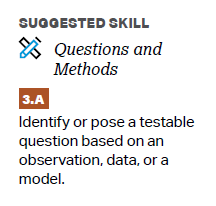 SUGGESTED SKILL
Questions and
Methods
3.A
Identify or pose a testable
question based on an
observation, data, or a
model.